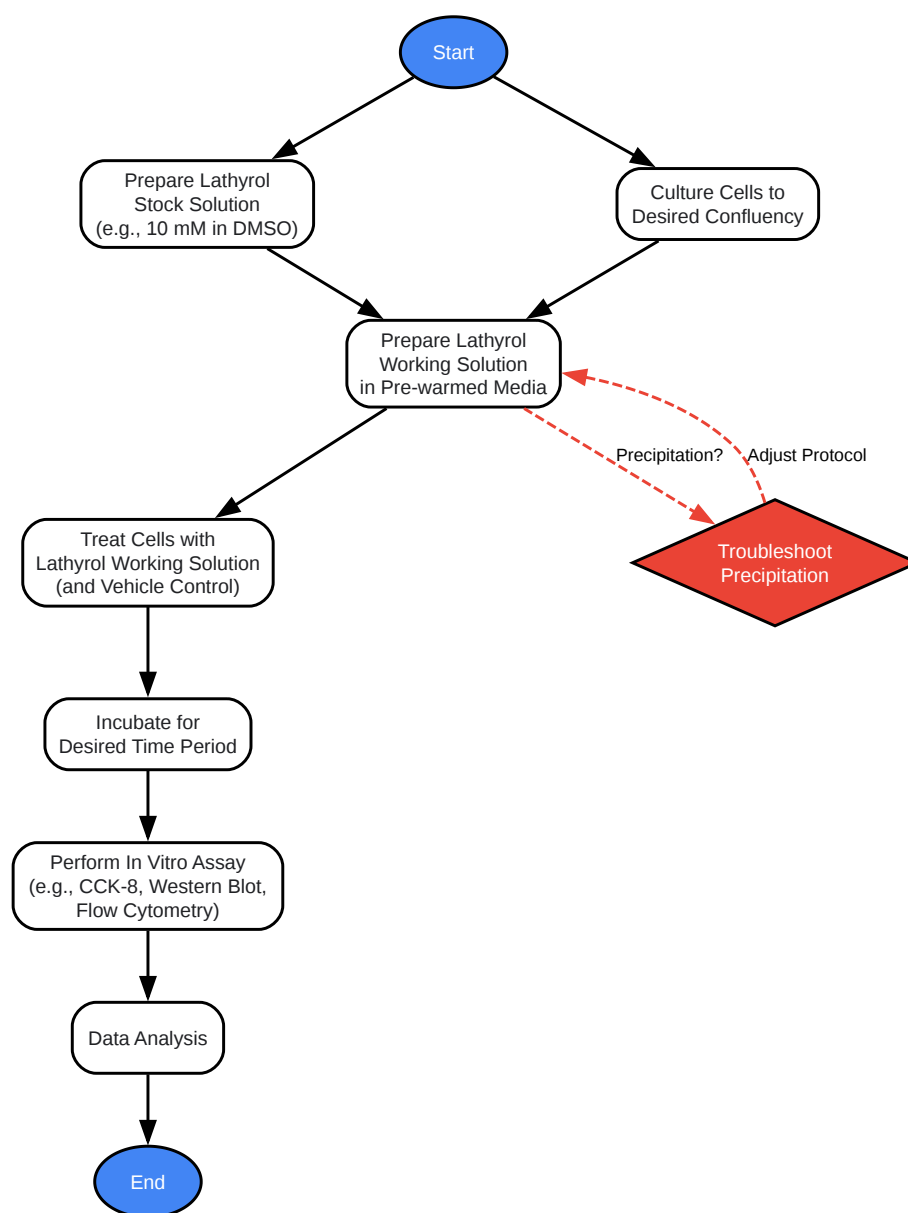 Start
Prepare Lathyrol
Stock Solution
(e.g., 10 mM in DMSO)
Culture Cells to
Desired Confluency
Prepare Lathyrol
Working Solution
in Pre-warmed Media
Precipitation?
Adjust Protocol
Treat Cells with
Lathyrol Working Solution
(and Vehicle Control)
Troubleshoot
Precipitation
Incubate for
Desired Time Period
Perform In Vitro Assay
(e.g., CCK-8, Western Blot,
Flow Cytometry)
Data Analysis
End